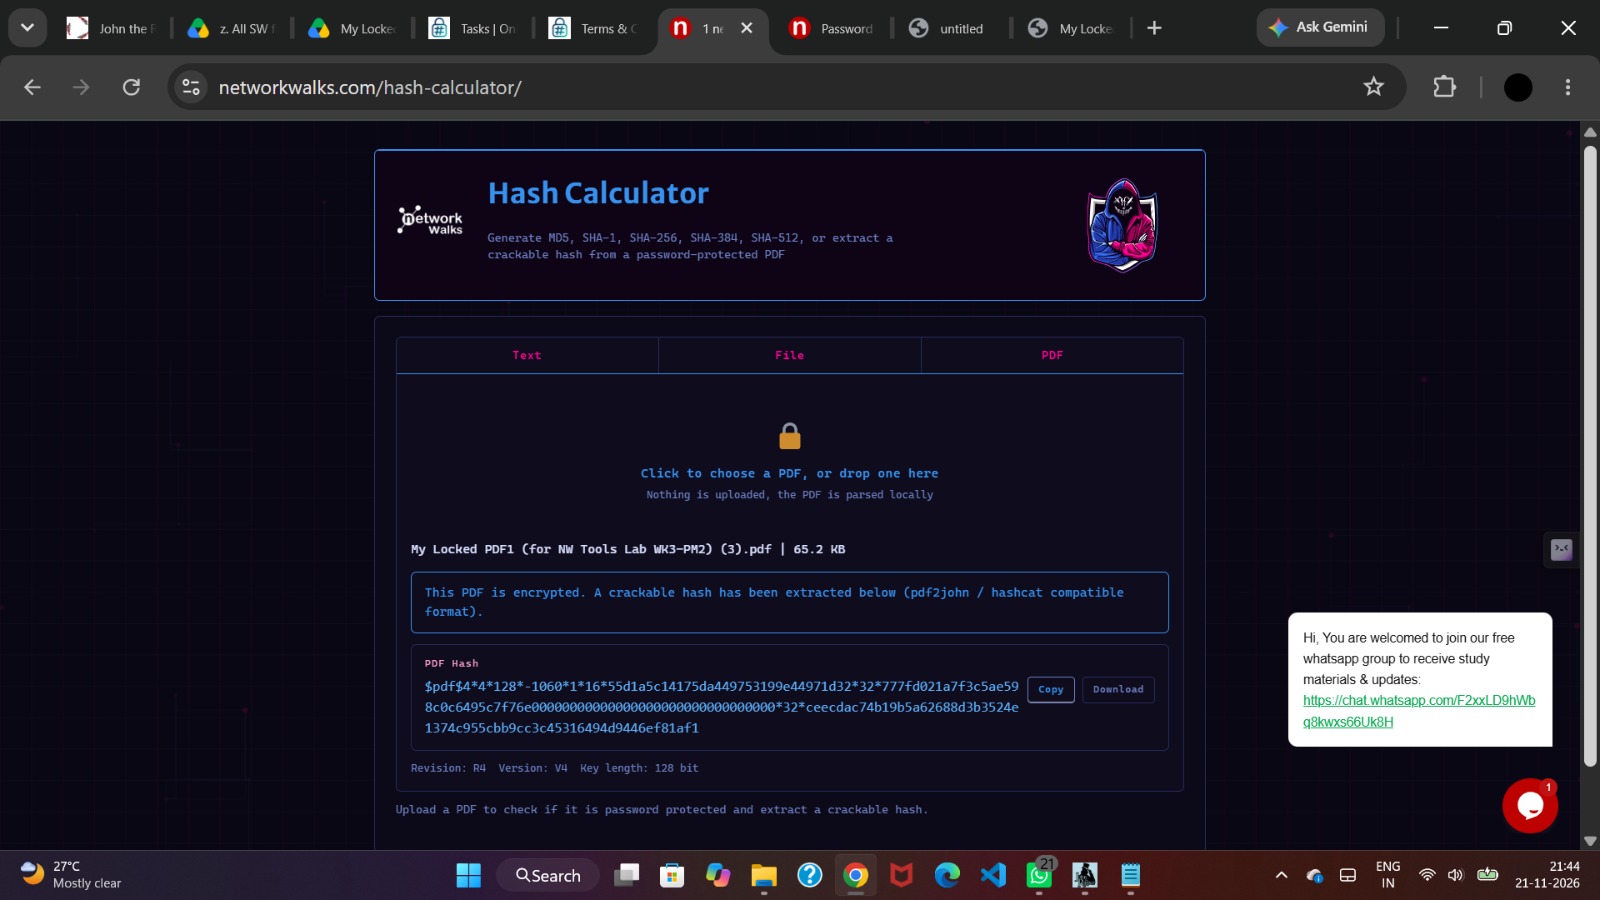 John the R
z. All SW f
My Locke
Tasks | On
Terms & C
1 ne
Password
untitled
My Locke
Ask Gemini
networkwalks.com/hash-calculator/
network
Walks
Hash Calculator
Generate MD5, SHA-1, SHA-256, SHA-384, SHA-512, or extract a
crackable hash from a password-protected PDF
Text
File
PDF
Click to choose a PDF, or drop one here
Nothing is uploaded, the PDF is parsed locally
My Locked PDF1 (for NW Tools Lab WK3-PM2) (3).pdf | 65.2 KB
This PDF is encrypted. A crackable hash has been extracted below (pdf2john / hashcat compatible
format).
PDF Hash
$pdf$4*4*128*-1060*1*16*55d1a5c14175da449753199e44971d32*32*777fd021a7f3c5ae59
8c0c6495c7f76e00000000000000000000000000000000*32*ceecdac74b19b5a62688d3b3524e
1374c955cbb9cc3c45316494d9446ef81af1
Copy
Download
Revision: R4 Version: V4 Key length: 128 bit
Upload a PDF to check if it is password protected and extract a crackable hash.
Hi, You are welcomed to join our free
whatsapp group to receive study
materials & updates:
https://chat.whatsapp.com/F2xxLD9hWb
q8kwxs66Uk8H
1
27°C
Mostly clear
Search
21
ENG
IN
21:44
21-11-2026